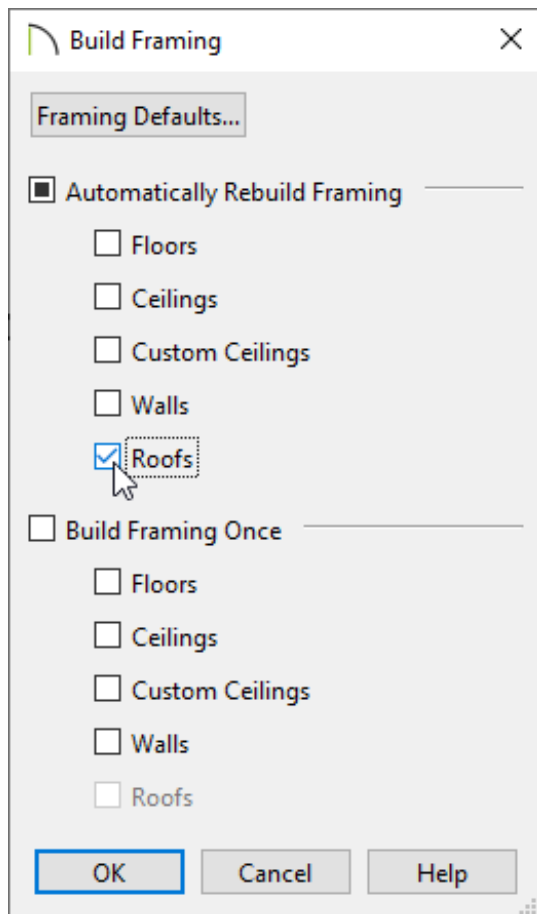 Build Framing
Framing Defaults...
Automatically Rebuild Framing
Floors
Ceilings
Custom Ceilings
Walls
Roofs
Build Framing Once
Floors
Ceilings
Custom Ceilings
Walls
Roofs
OK Cancel Help